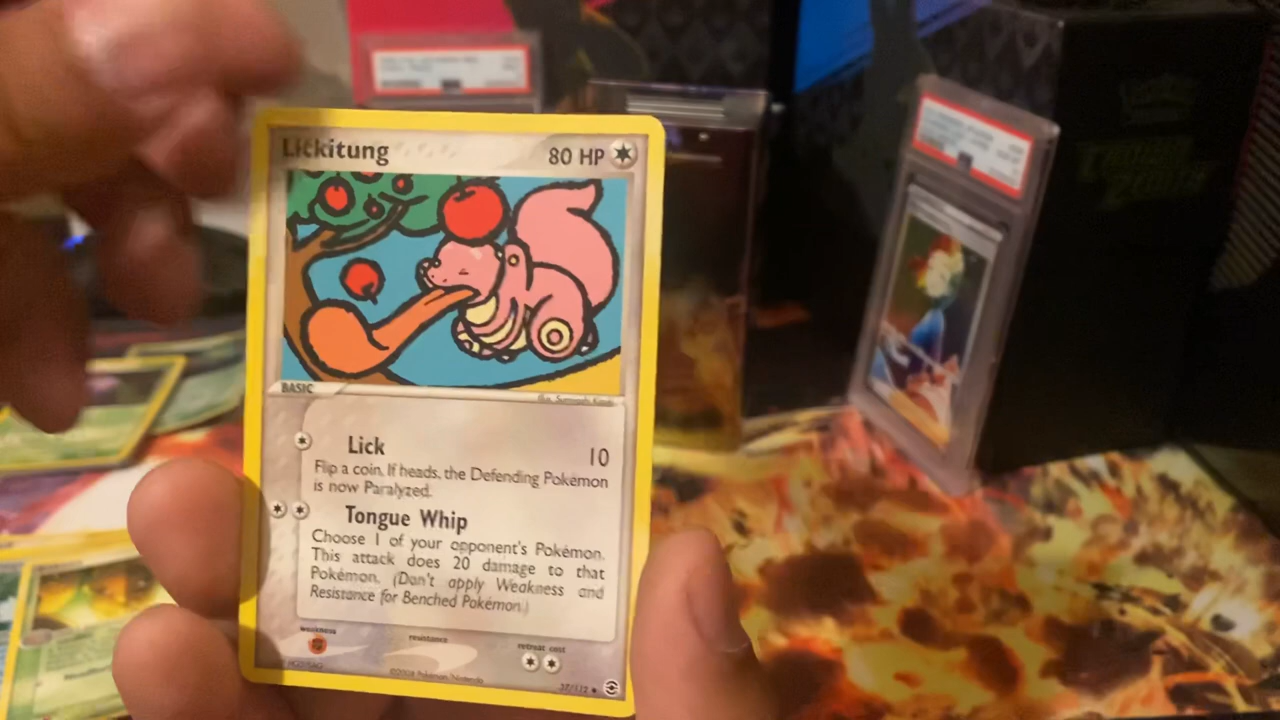 Lickitung
80 HP
BASIC
Lick 10
Flip a coin. If heads, the Defending Pokémon
is now Paralyzed.
Tongue Whip
Choose 1 of your opponent's Pokémon.
This attack does 20 damage to that
Pokémon. (Don't apply Weakness and
Resistance for Benched Pokémon.)
weakness
resistance
retreat cost
Pokémon/Nintendo
37/112